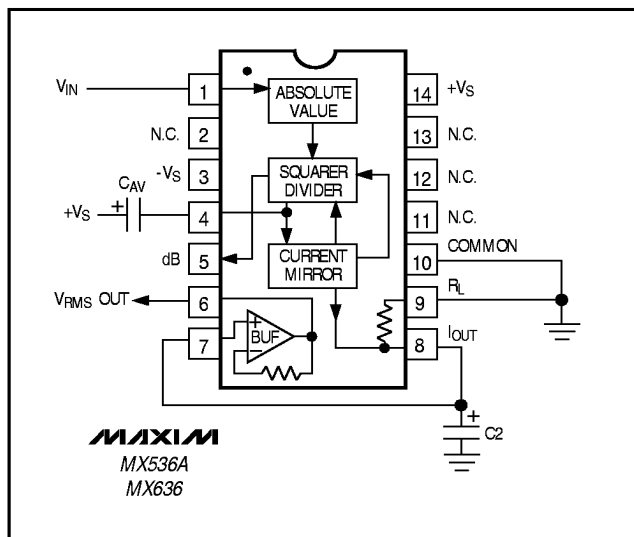 VIN
1
ABSOLUTE
VALUE
14
+VS
N.C.
2
13
N.C.
-VS
3
SQUARER
DIVIDER
12
N.C.
CAV
+
+VS
4
11
N.C.
dB
5
CURRENT
MIRROR
10
COMMON
VRMS OUT
6
9
RL
7
+
BUF
−
8
IOUT
+
C2
MAXIM
MX536A
MX636